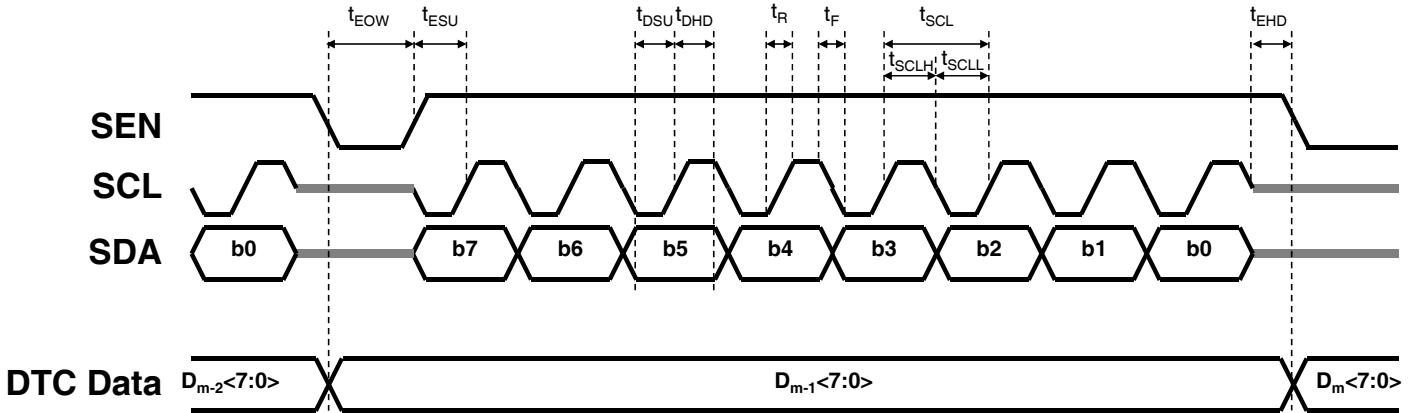 tEOW tESU tDSU tDHD tR tF tSCL tEHD
tSCLH tSCLL
SEN
SCL
SDA b0 b7 b6 b5 b4 b3 b2 b1 b0
DTC Data Dm-2<7:0> Dm-1<7:0> Dm<7:0>